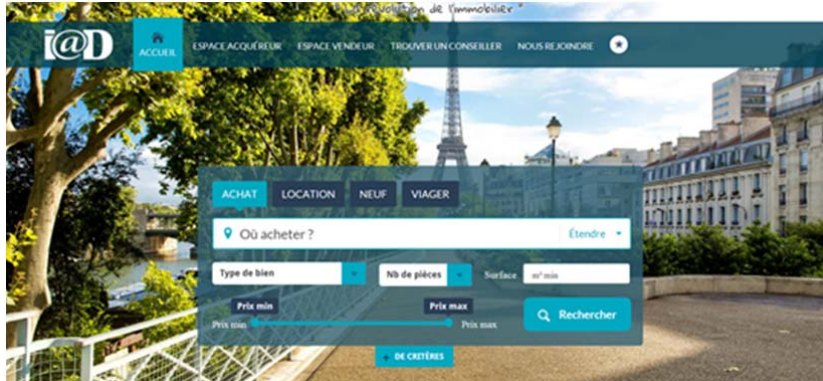 révolution de l'immobilier "
i@D
ACCUEIL
ESPACE ACQUÉREUR
ESPACE VENDEUR
TROUVER UN CONSEILLER
NOUS REJOINDRE
ACHAT
LOCATION
NEUF
VIAGER
Où acheter ?
Étendre
Type de bien
Nb de pièces
Surface
m² min
Prix min
Prix max
Prix min
Prix max
Rechercher
+ DE CRITÈRES